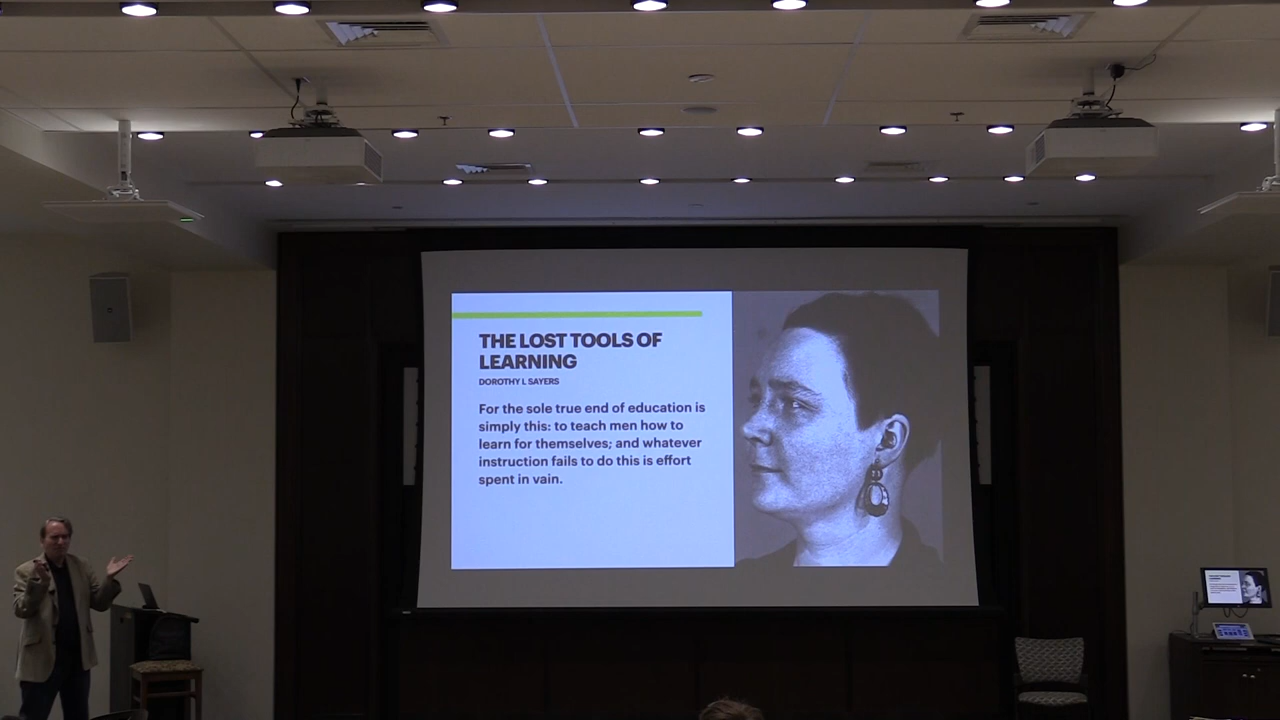 THE LOST TOOLS OF
LEARNING
DOROTHY L SAYERS
For the sole true end of education is
simply this: to teach men how to
learn for themselves; and whatever
instruction fails to do this is effort
spent in vain.